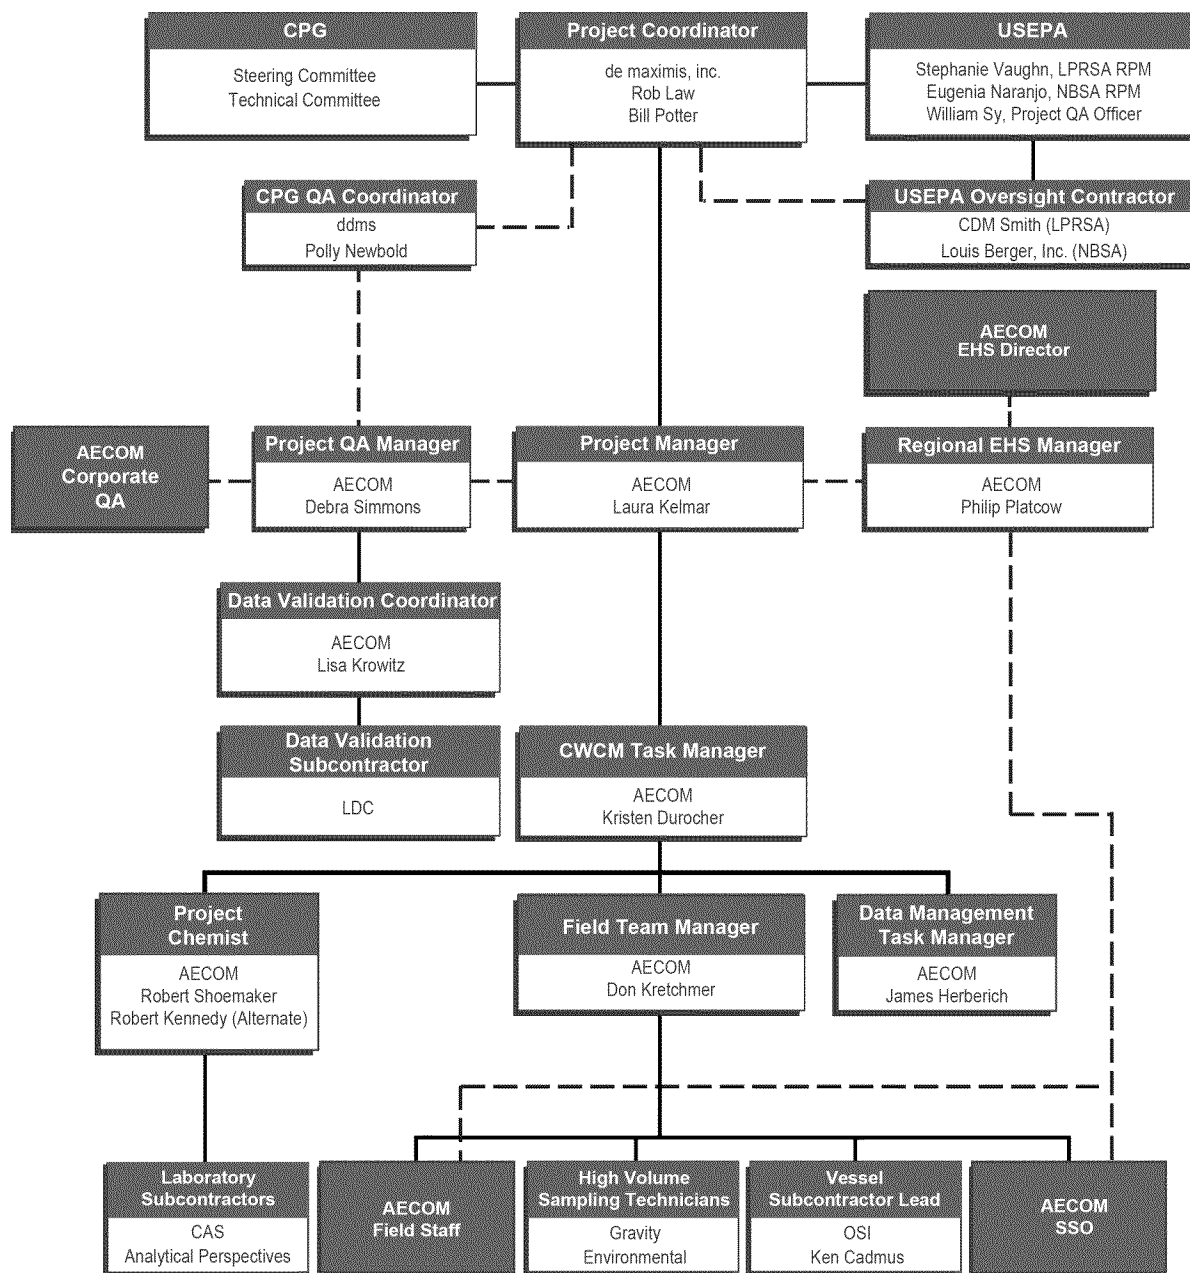 CPG
Steering Committee
Technical Committee
Project Coordinator
de maximis, inc.
Rob Law
Bill Potter
USEPA
Stephanie Vaughn, LPRSA RPM
Eugenia Naranjo, NBSA RPM
William Sy, Project QA Officer
CPG QA Coordinator
ddms
Polly Newbold
USEPA Oversight Contractor
CDM Smith (LPRSA)
Louis Berger, Inc. (NBSA)
AECOM
EHS Director
AECOM
Corporate
QA
Project QA Manager
AECOM
Debra Simmons
Project Manager
AECOM
Laura Kelmar
Regional EHS Manager
AECOM
Philip Platcow
Data Validation Coordinator
AECOM
Lisa Krowitz
Data Validation
Subcontractor
LDC
CWCM Task Manager
AECOM
Kristen Durocher
Project
Chemist
AECOM
Robert Shoemaker
Robert Kennedy (Alternate)
Field Team Manager
AECOM
Don Kretchmer
Data Management
Task Manager
AECOM
James Herberich
Laboratory
Subcontractors
CAS
Analytical Perspectives
AECOM
Field Staff
High Volume
Sampling Technicians
Gravity
Environmental
Vessel
Subcontractor Lead
OSI
Ken Cadmus
AECOM
SSO